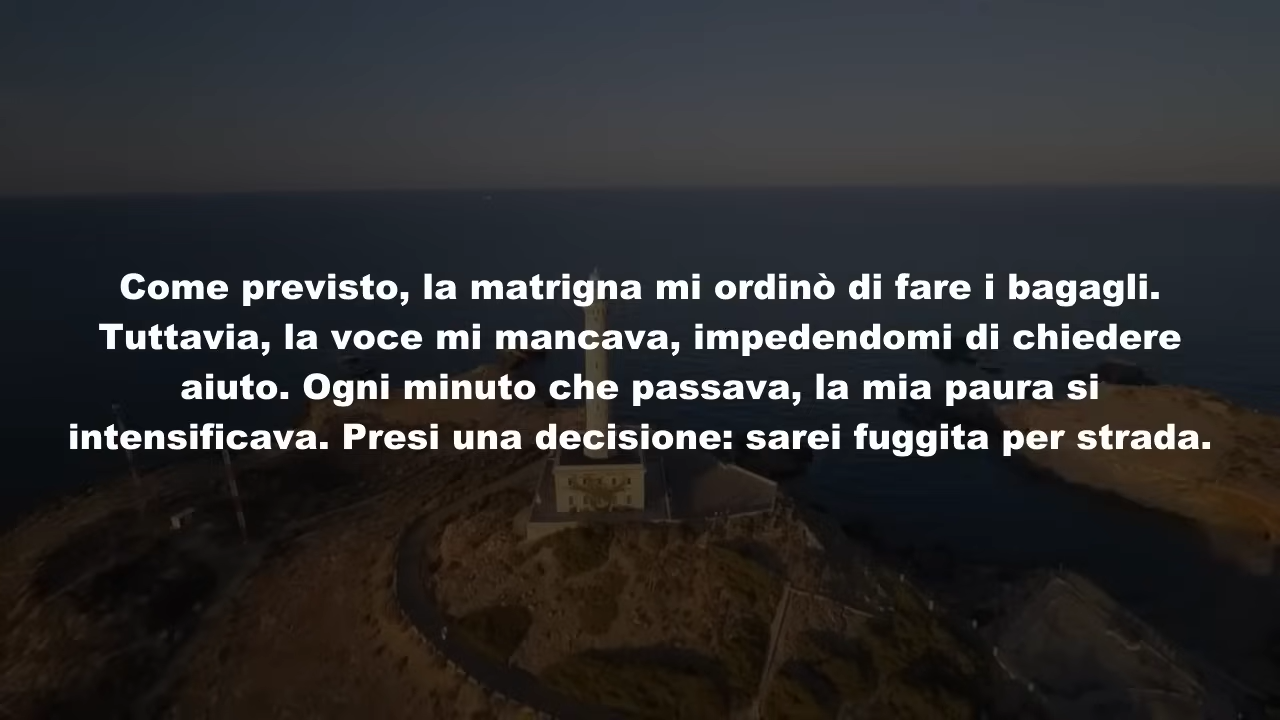 Come previsto, la matrigna mi ordinò di fare i bagagli.
Tuttavia, la voce mi mancava, impedendomi di chiedere
aiuto. Ogni minuto che passava, la mia paura si
intensificava. Presi una decisione: sarei fuggita per strada.